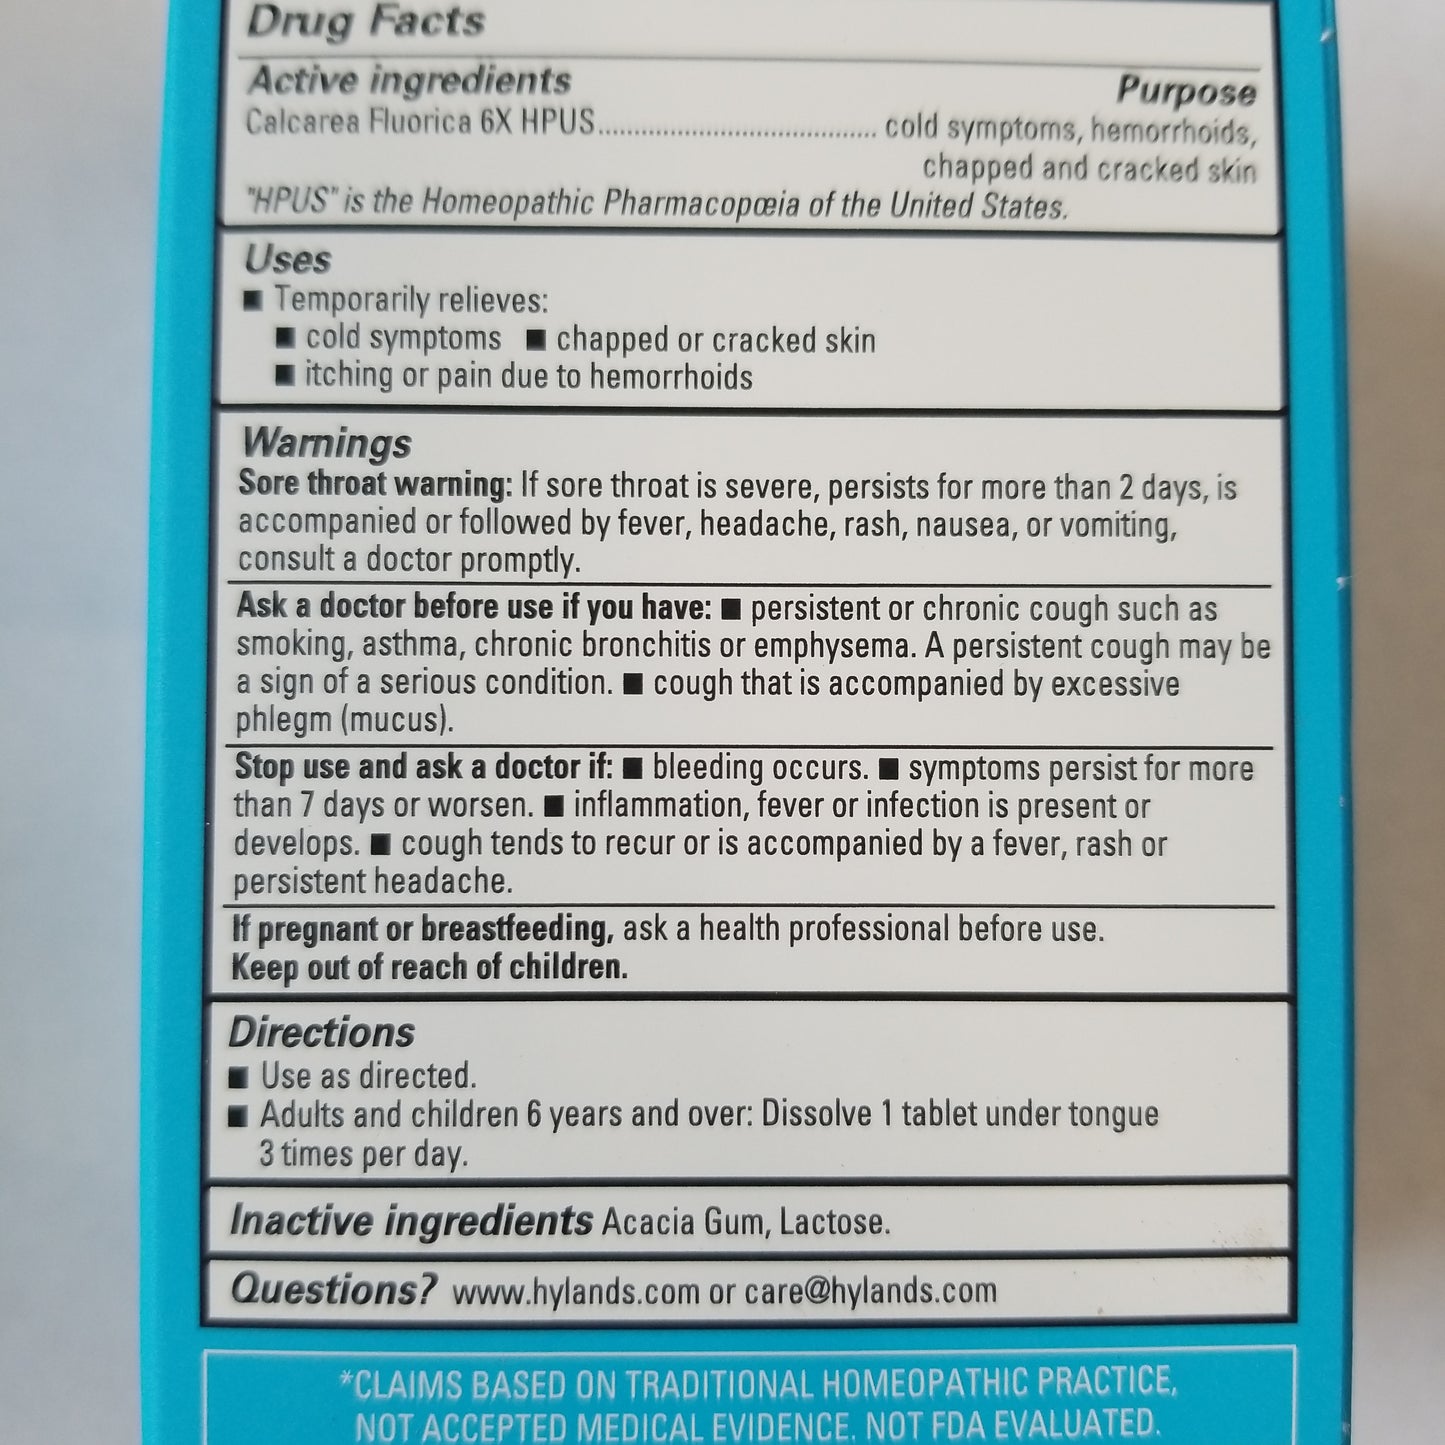 Drug Facts
Active ingredients Purpose
Calcarea Fluorica 6X HPUS....................................... cold symptoms, hemorrhoids,
chapped and cracked skin
"HPUS" is the Homeopathic Pharmacopœia of the United States.
Uses
■ Temporarily relieves:
■ cold symptoms ■ chapped or cracked skin
■ itching or pain due to hemorrhoids
Warnings
Sore throat warning: If sore throat is severe, persists for more than 2 days, is
accompanied or followed by fever, headache, rash, nausea, or vomiting,
consult a doctor promptly.
Ask a doctor before use if you have: ■ persistent or chronic cough such as
smoking, asthma, chronic bronchitis or emphysema. A persistent cough may be
a sign of a serious condition. ■ cough that is accompanied by excessive
phlegm (mucus).
Stop use and ask a doctor if: ■ bleeding occurs. ■ symptoms persist for more
than 7 days or worsen. ■ inflammation, fever or infection is present or
develops. ■ cough tends to recur or is accompanied by a fever, rash or
persistent headache.
If pregnant or breastfeeding, ask a health professional before use.
Keep out of reach of children.
Directions
■ Use as directed.
■ Adults and children 6 years and over: Dissolve 1 tablet under tongue
3 times per day.
Inactive ingredients Acacia Gum, Lactose.
Questions? www.hylands.com or care@hylands.com
*CLAIMS BASED ON TRADITIONAL HOMEOPATHIC PRACTICE,
NOT ACCEPTED MEDICAL EVIDENCE. NOT FDA EVALUATED.